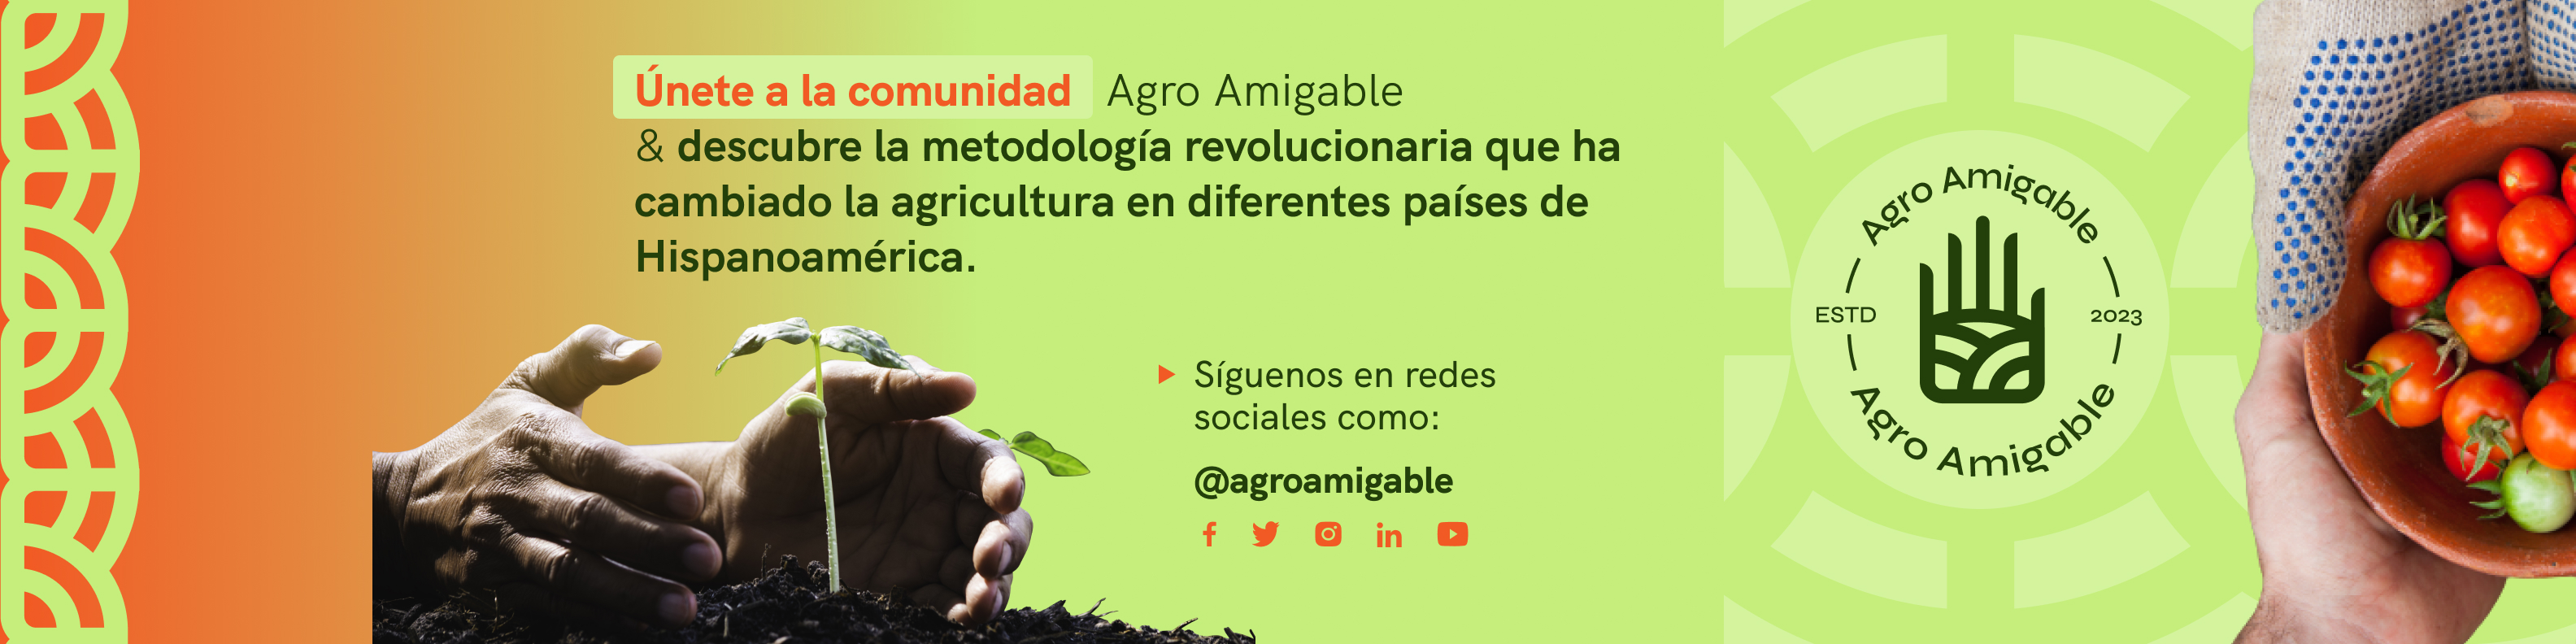 Únete a la comunidad Agro Amigable
& descubre la metodología revolucionaria que ha
cambiado la agricultura en diferentes países de
Hispanoamérica.
Síguenos en redes
sociales como:
@agroamigable
Agro Amigable
ESTD 2023
Agro Amigable